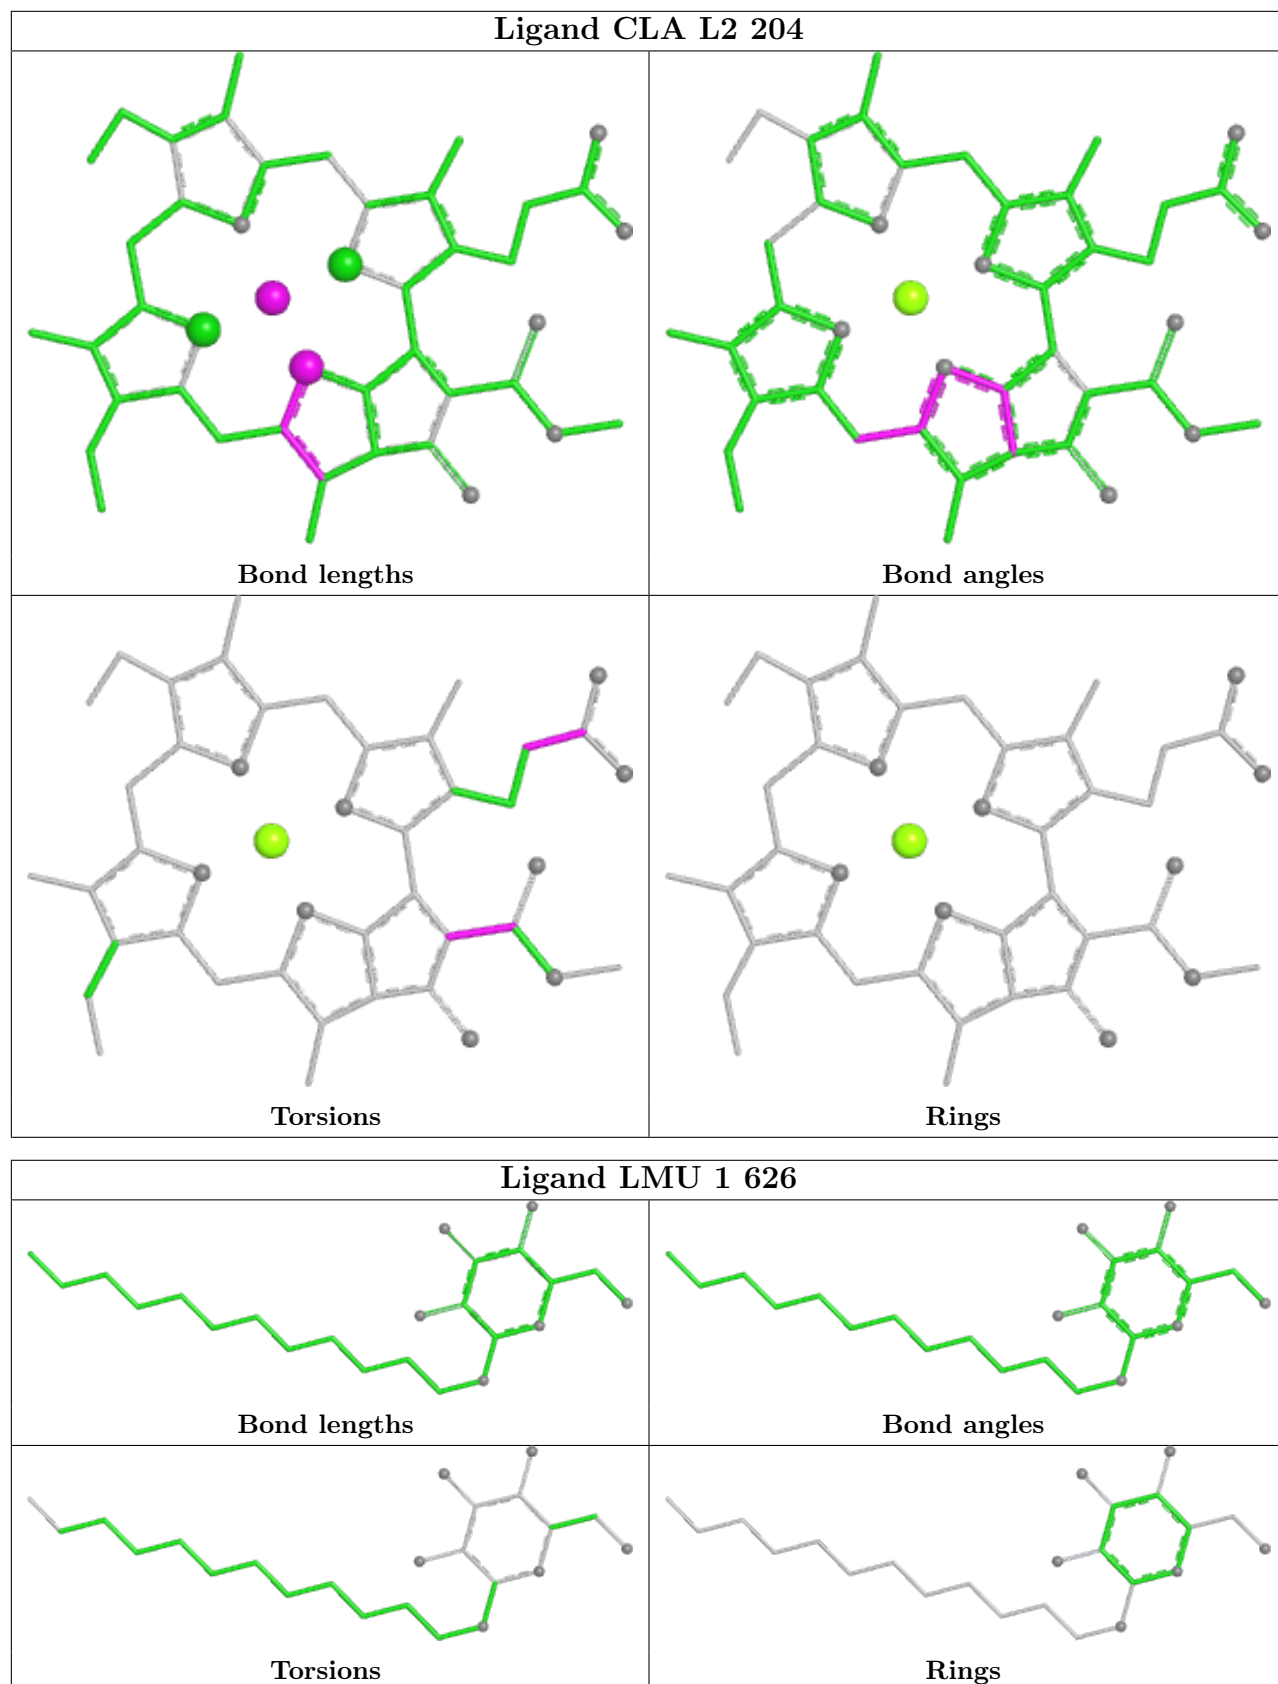 Ligand CLA L2 204
Bond lengths
Bond angles
Torsions
Rings
Ligand LMU 1 626
Bond lengths
Bond angles
Torsions
Rings